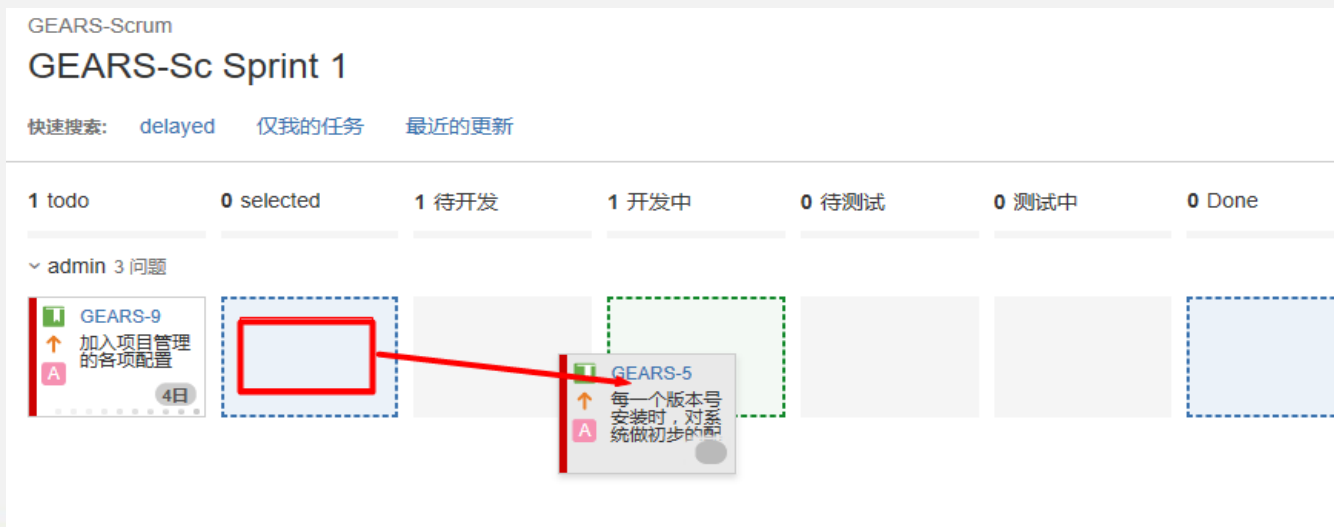 GEARS-Scrum
GEARS-Sc Sprint 1
快速搜索: delayed 仅我的任务 最近的更新
1 todo 0 selected 1 待开发 1 开发中 0 待测试 0 测试中 0 Done
admin 3 问题
GEARS-9
加入项目管理
的各项配置
A
4日
GEARS-5
每一个版本号
安装时，对系
统做初步的配
A